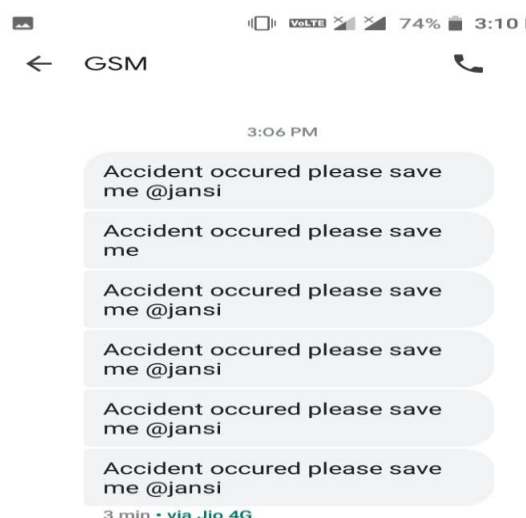 VoLTE 74% 3:10
GSM
3:06 PM
Accident occured please save
me @jansi
Accident occured please save
me
Accident occured please save
me @jansi
Accident occured please save
me @jansi
Accident occured please save
me @jansi
Accident occured please save
me @jansi
3 min • via Jio 4G